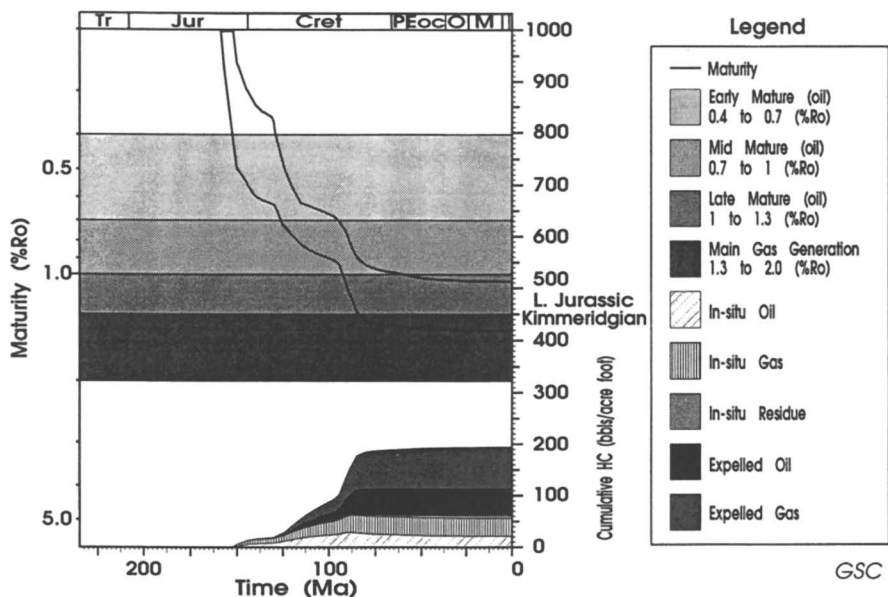 Tr Jur Cret P Eoc O M
Maturity (%Ro)
0.5
1.0
5.0
1000
900
800
700
600
500
400
300
200
100
0
L. Jurassic
Kimmeridgian
Cumulative HC (bbls/acre foot)
200 100 0
Time (Ma)
Legend
Maturity
Early Mature (oil)
0.4 to 0.7 (%Ro)
Mid Mature (oil)
0.7 to 1 (%Ro)
Late Mature (oil)
1 to 1.3 (%Ro)
Main Gas Generation
1.3 to 2.0 (%Ro)
In-situ Oil
In-situ Gas
In-situ Residue
Expelled Oil
Expelled Gas
GSC